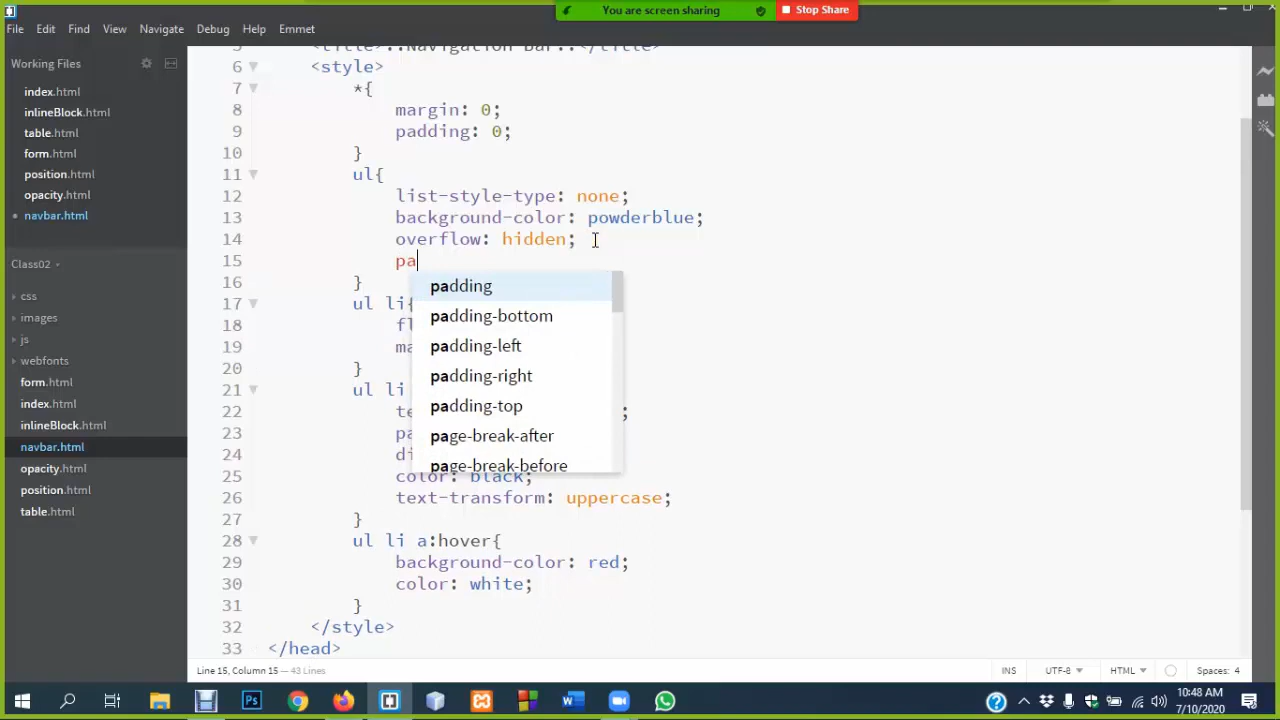 You are screen sharing
Stop Share
File Edit Find View Navigate Debug Help Emmet
Working Files
index.html
inlineBlock.html
table.html
form.html
position.html
opacity.html
navbar.html
Class02
css
images
js
webfonts
form.html
index.html
inlineBlock.html
navbar.html
opacity.html
position.html
table.html
5 <title>..Navigation Bar..</title>
6 <style>
7 *{
8 margin: 0;
9 padding: 0;
10 }
11 ul{
12 list-style-type: none;
13 background-color: powderblue;
14 overflow: hidden;
15 pa
16 }
17 ul li{
18 fl
19 ma
20 }
21 ul li
22 te ;
23 pa
24 di
25 color: black;
26 text-transform: uppercase;
27 }
28 ul li a:hover{
29 background-color: red;
30 color: white;
31 }
32 </style>
33 </head>
padding
padding-bottom
padding-left
padding-right
padding-top
page-break-after
page-break-before
Line 15, Column 15 — 43 Lines
INS UTF-8 HTML Spaces: 4
10:48 AM
7/10/2020